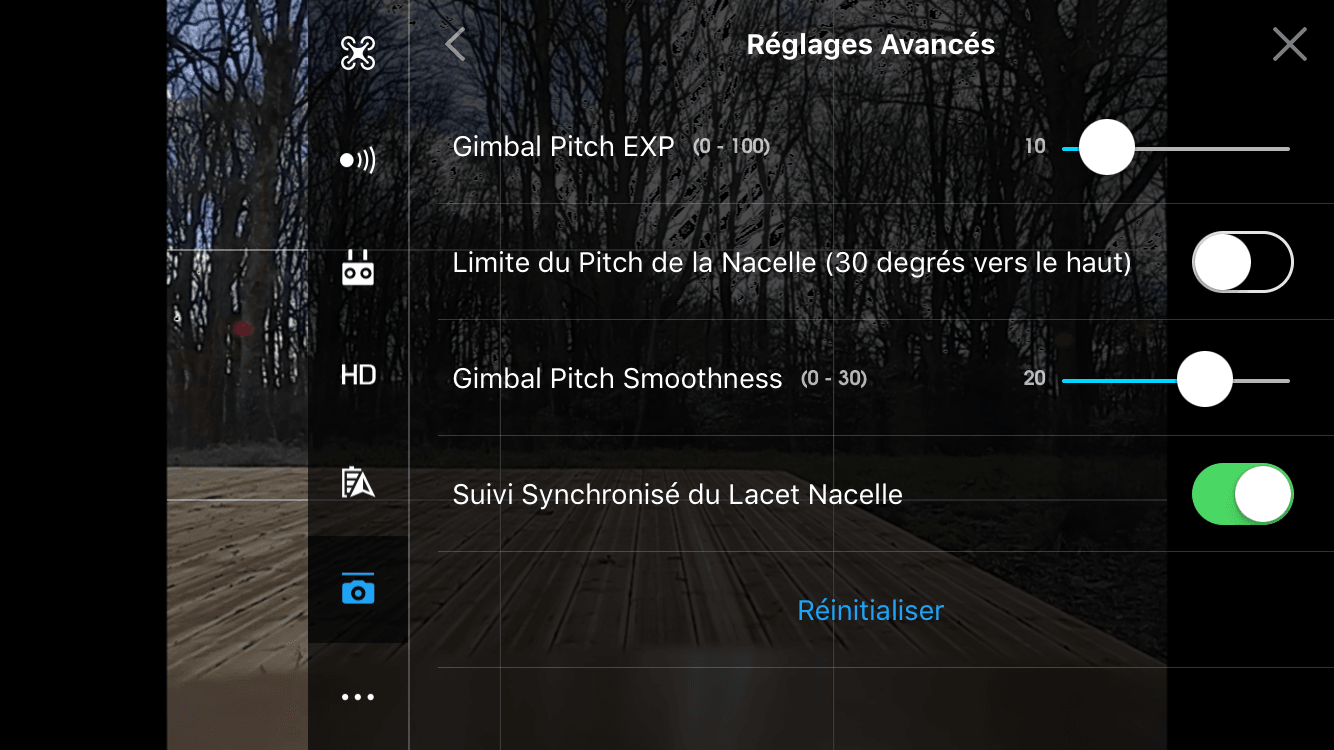 Réglages Avancés
Gimbal Pitch EXP (0 - 100) 10
Limite du Pitch de la Nacelle (30 degrés vers le haut)
HD
Gimbal Pitch Smoothness (0 - 30) 20
Suivi Synchronisé du Lacet Nacelle
Réinitialiser